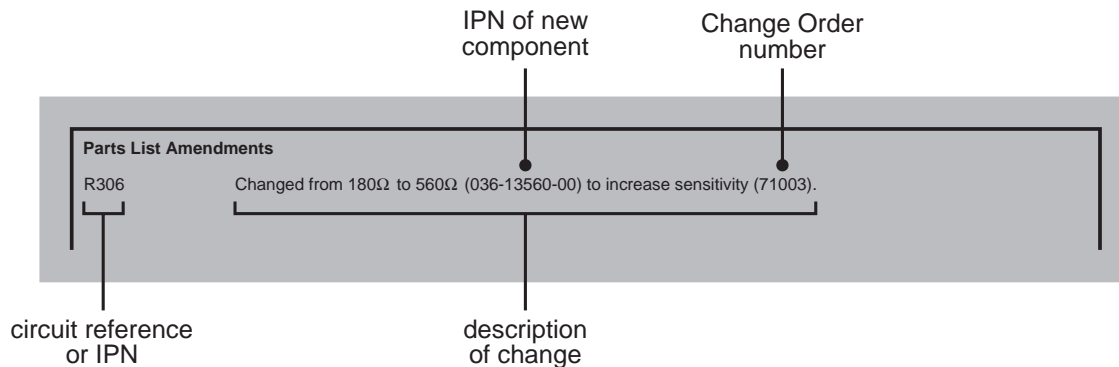 IPN of new
component
Change Order
number
Parts List Amendments
R306 Changed from 180Ω to 560Ω (036-13560-00) to increase sensitivity (71003).
circuit reference
or IPN
description
of change